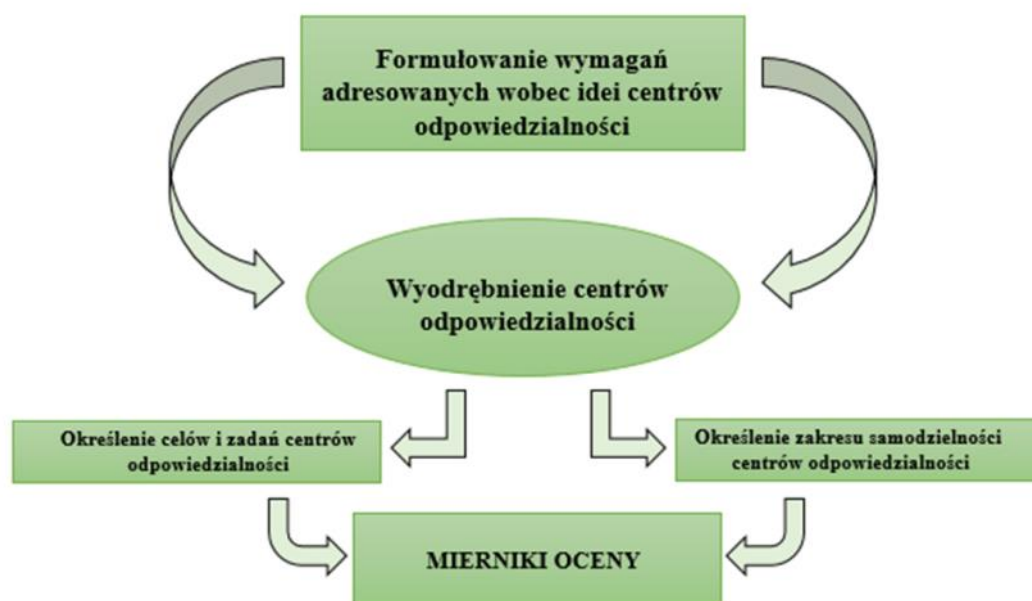 Formułowanie wymagań
adresowanych wobec idei centrów
odpowiedzialności
Wyodrębnienie centrów
odpowiedzialności
Określenie celów i zadań centrów
odpowiedzialności
Określenie zakresu samodzielności
centrów odpowiedzialności
MIERNIKI OCENY